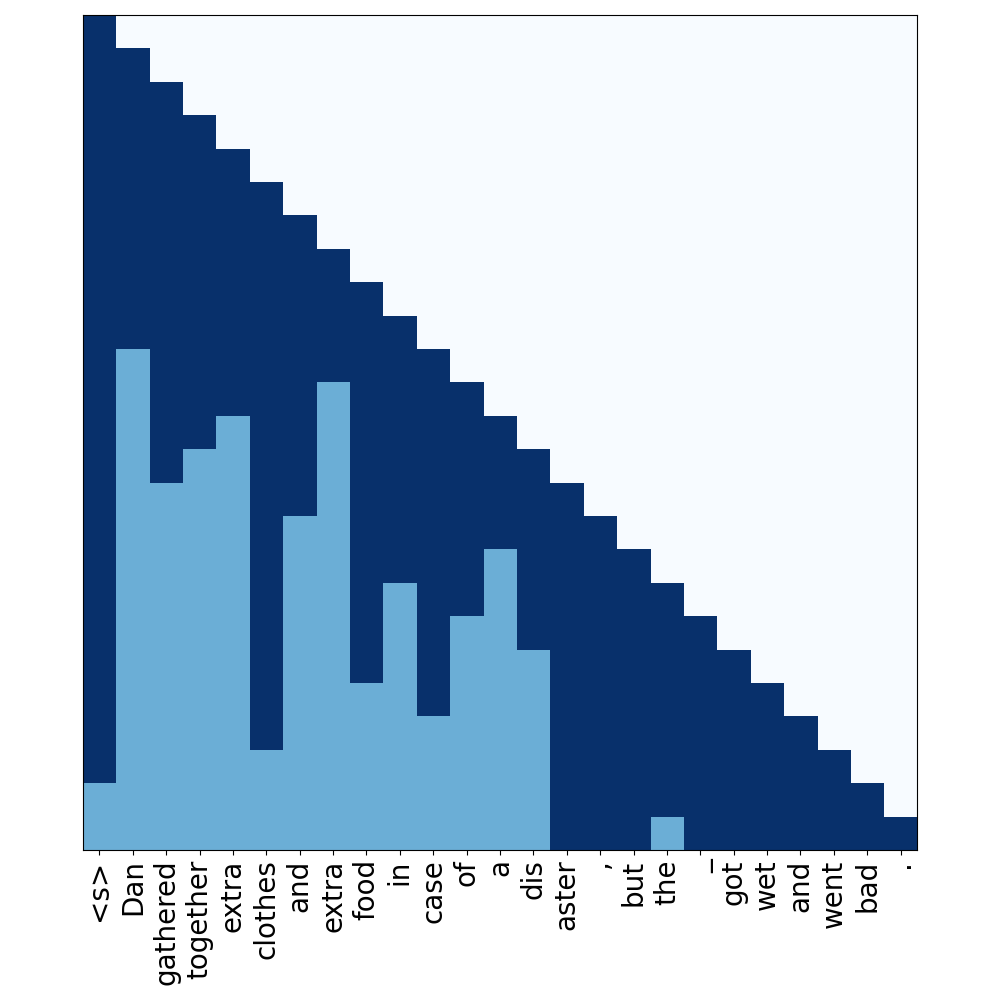 <s>
Dan
gathered
together
extra
clothes
and
extra
food
in
case
of
a
dis
aster
,
but
the
_
got
wet
and
went
bad
.